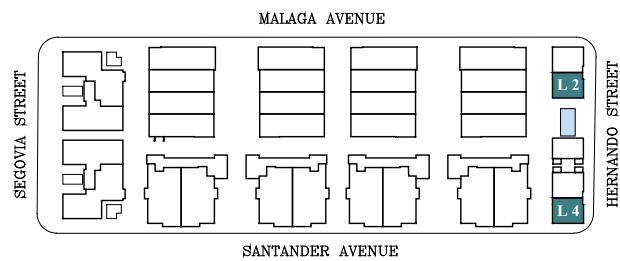 MALAGA AVENUE
SEGOVIA STREET
L 2
HERNANDO STREET
L 4
SANTANDER AVENUE